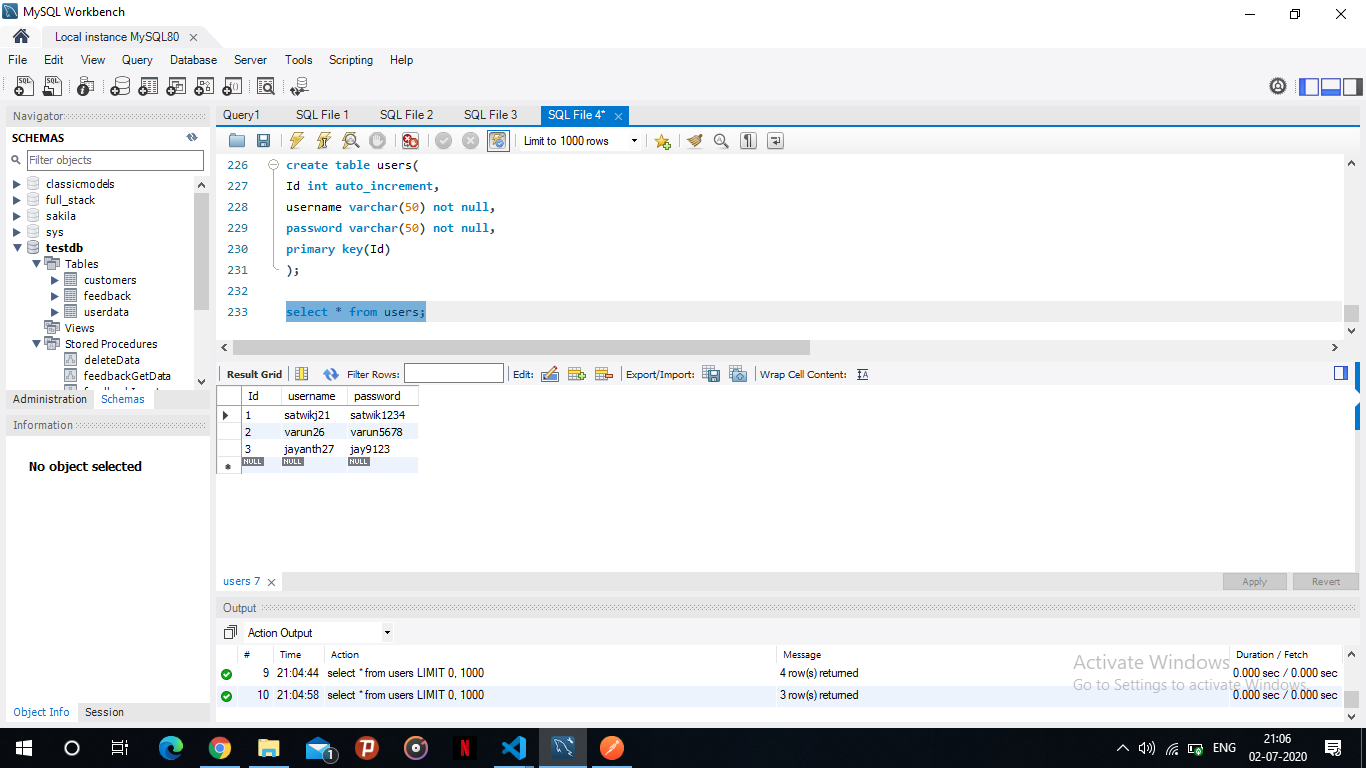 MySQL Workbench
Local instance MySQL80
File Edit View Query Database Server Tools Scripting Help
Navigator
SCHEMAS
Filter objects
classicmodels
full_stack
sakila
sys
testdb
Tables
customers
feedback
userdata
Views
Stored Procedures
deleteData
feedbackGetData
Administration Schemas
Information
No object selected
Object Info Session
Query1 SQL File 1 SQL File 2 SQL File 3 SQL File 4*
Limit to 1000 rows
226 create table users(
227 Id int auto_increment,
228 username varchar(50) not null,
229 password varchar(50) not null,
230 primary key(Id)
231 );
232
233 select * from users;
Result Grid Filter Rows: Edit: Export/Import: Wrap Cell Content:
Id username password
1 satwikj21 satwik1234
2 varun26 varun5678
3 jayanth27 jay9123
NULL NULL NULL
users 7
Apply Revert
Output
Action Output
# Time Action Message Duration / Fetch
9 21:04:44 select * from users LIMIT 0, 1000 4 row(s) returned 0.000 sec / 0.000 sec
10 21:04:58 select * from users LIMIT 0, 1000 3 row(s) returned 0.000 sec / 0.000 sec
Activate Windows
Go to Settings to activate Windows.
1
ENG
21:06
02-07-2020